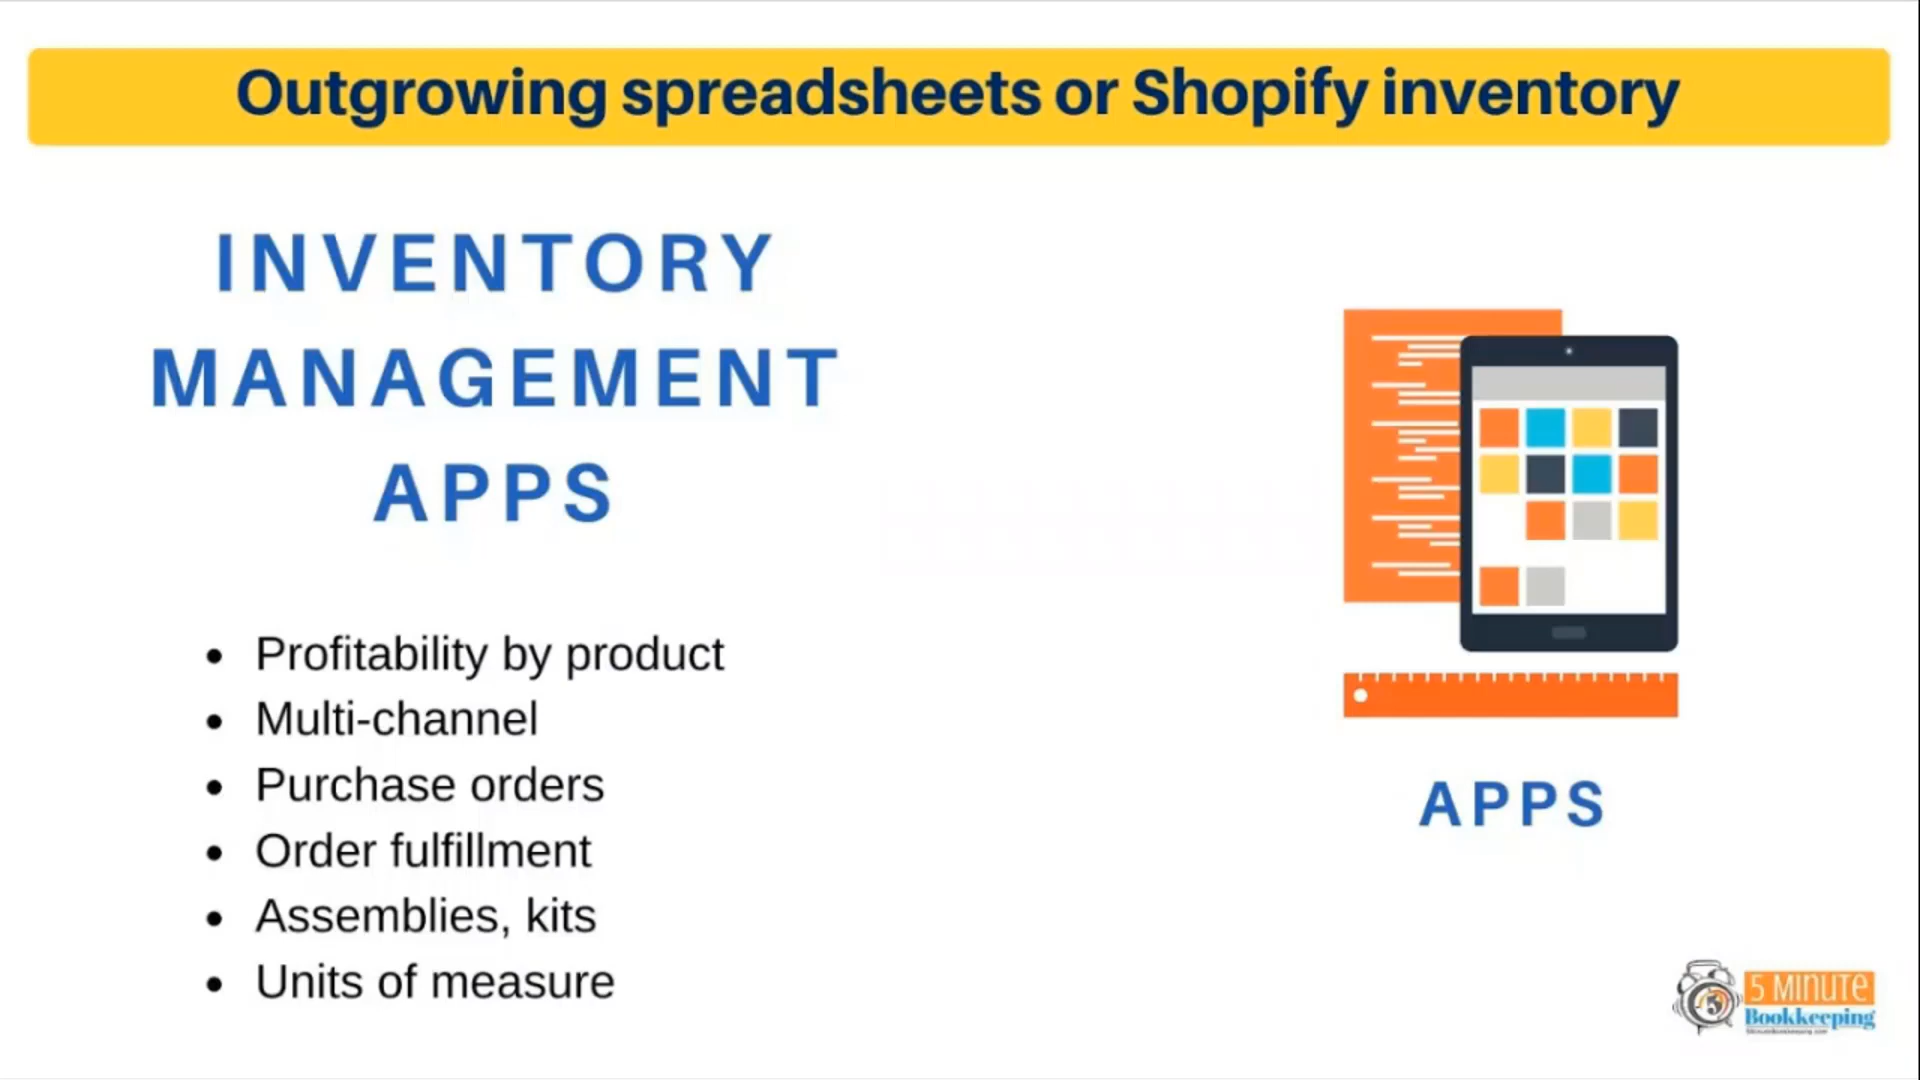 Outgrowing spreadsheets or Shopify inventory
INVENTORY
MANAGEMENT
APPS
• Profitability by product
• Multi-channel
• Purchase orders
• Order fulfillment
• Assemblies, kits
• Units of measure
APPS
5 MINUTE
Bookkeeping